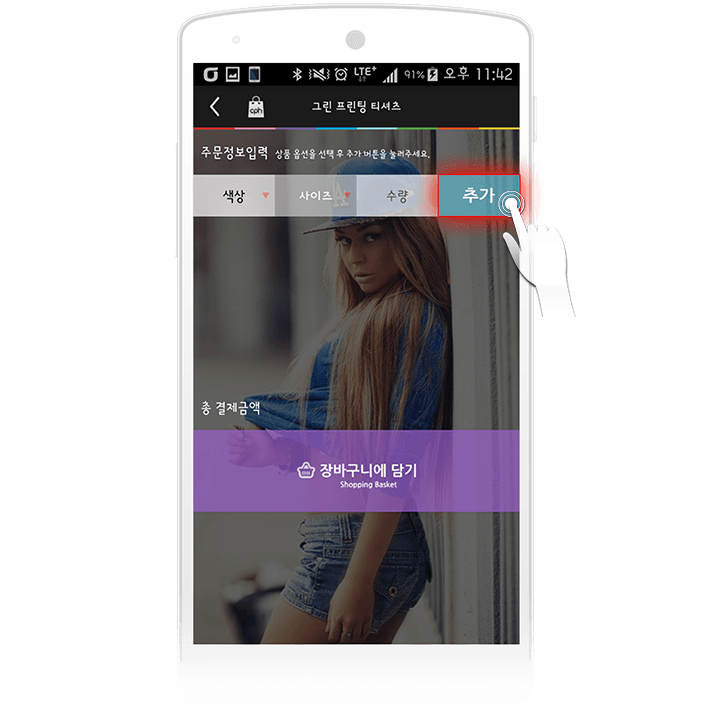 LTE+ 91% 오후 11:42
cph
그린 프린팅 티셔츠
주문정보입력 상품 옵션을 선택 후 추가 버튼을 눌러주세요.
색상 사이즈 수량 추가
총 결제금액
장바구니에 담기
Shopping Basket